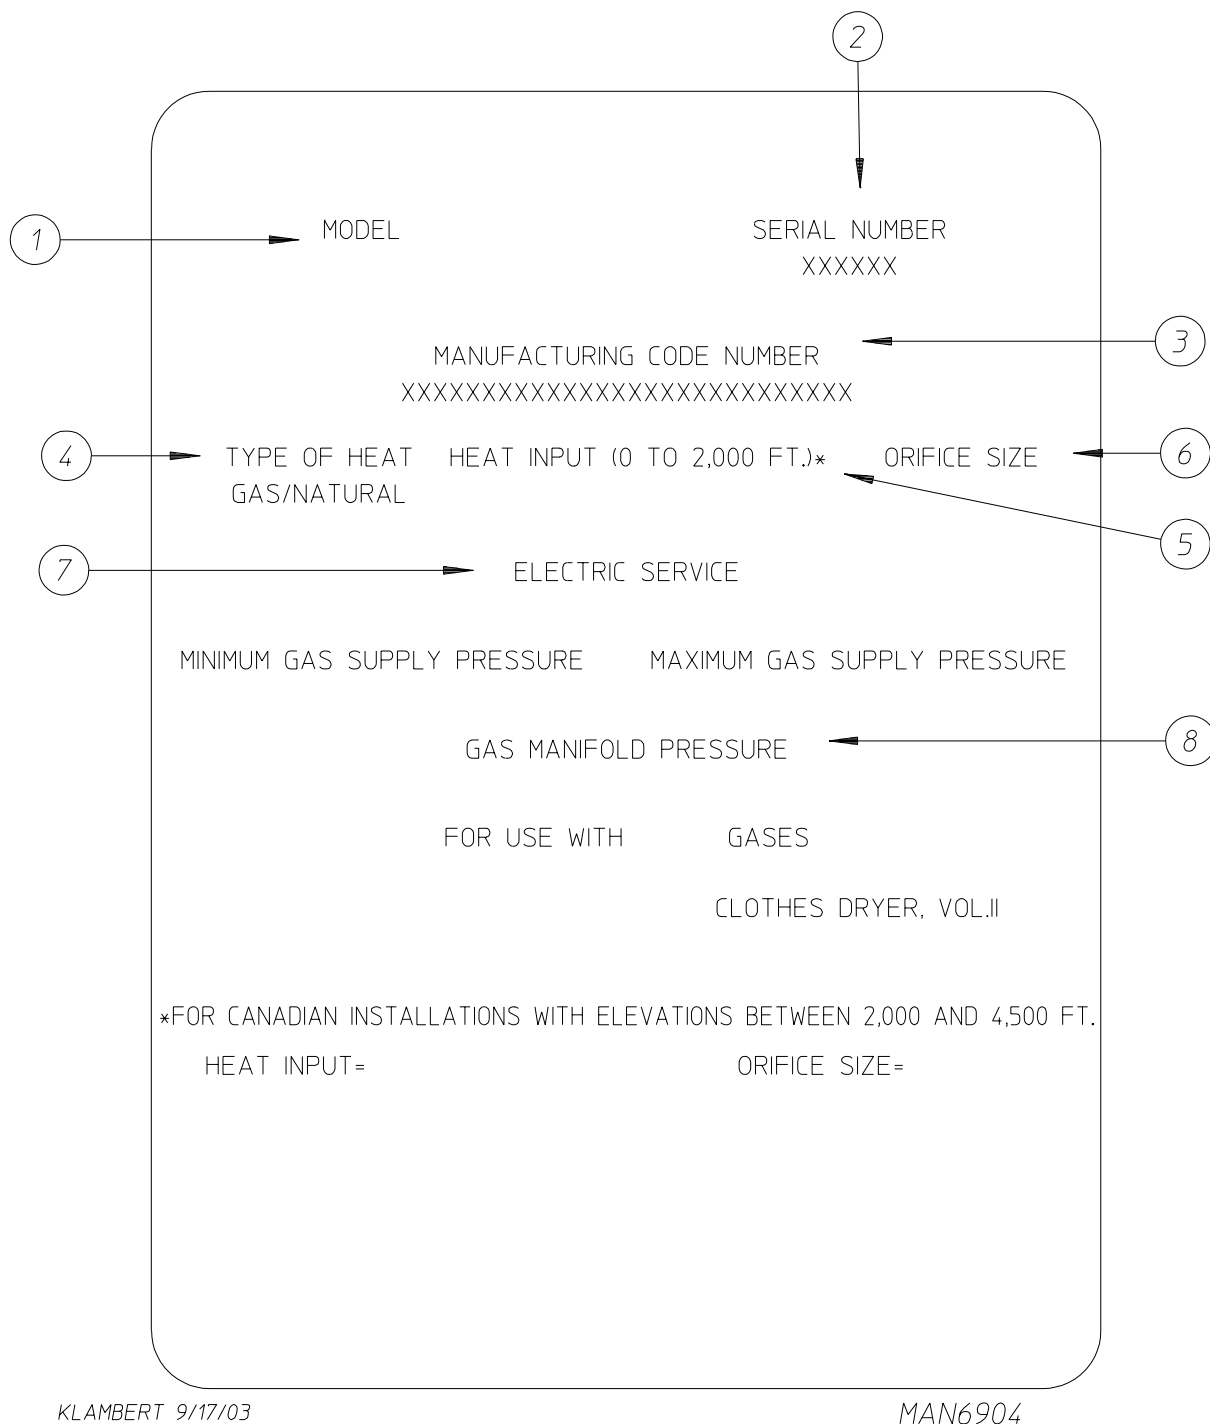 2
1
MODEL
SERIAL NUMBER
XXXXXX
3
MANUFACTURING CODE NUMBER
XXXXXXXXXXXXXXXXXXXXXXXXXXXX
4
TYPE OF HEAT HEAT INPUT (0 TO 2,000 FT.)* ORIFICE SIZE
6
GAS/NATURAL
5
7
ELECTRIC SERVICE
MINIMUM GAS SUPPLY PRESSURE MAXIMUM GAS SUPPLY PRESSURE
GAS MANIFOLD PRESSURE
8
FOR USE WITH GASES
CLOTHES DRYER, VOL.II
*FOR CANADIAN INSTALLATIONS WITH ELEVATIONS BETWEEN 2,000 AND 4,500 FT.
HEAT INPUT= ORIFICE SIZE=
KLAMBERT 9/17/03
MAN6904